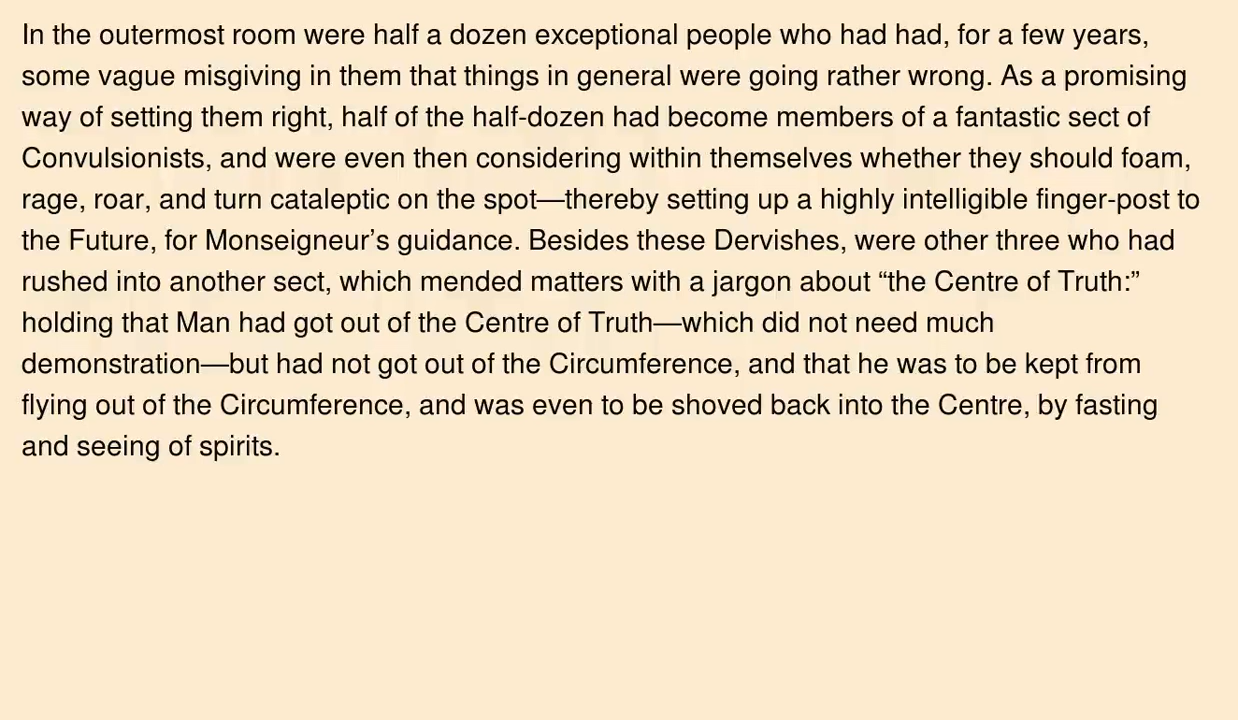 In the outermost room were half a dozen exceptional people who had had, for a few years,
some vague misgiving in them that things in general were going rather wrong. As a promising
way of setting them right, half of the half-dozen had become members of a fantastic sect of
Convulsionists, and were even then considering within themselves whether they should foam,
rage, roar, and turn cataleptic on the spot—thereby setting up a highly intelligible finger-post to
the Future, for Monseigneur’s guidance. Besides these Dervishes, were other three who had
rushed into another sect, which mended matters with a jargon about “the Centre of Truth:”
holding that Man had got out of the Centre of Truth—which did not need much
demonstration—but had not got out of the Circumference, and that he was to be kept from
flying out of the Circumference, and was even to be shoved back into the Centre, by fasting
and seeing of spirits.